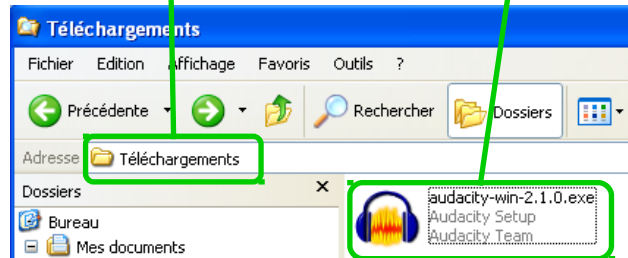 Téléchargements
Fichier Edition Affichage Favoris Outils ?
Précédente Rechercher Dossiers
Adresse Téléchargements
Dossiers ×
Bureau
Mes documents
audacity-win-2.1.0.exe
Audacity Setup
Audacity Team